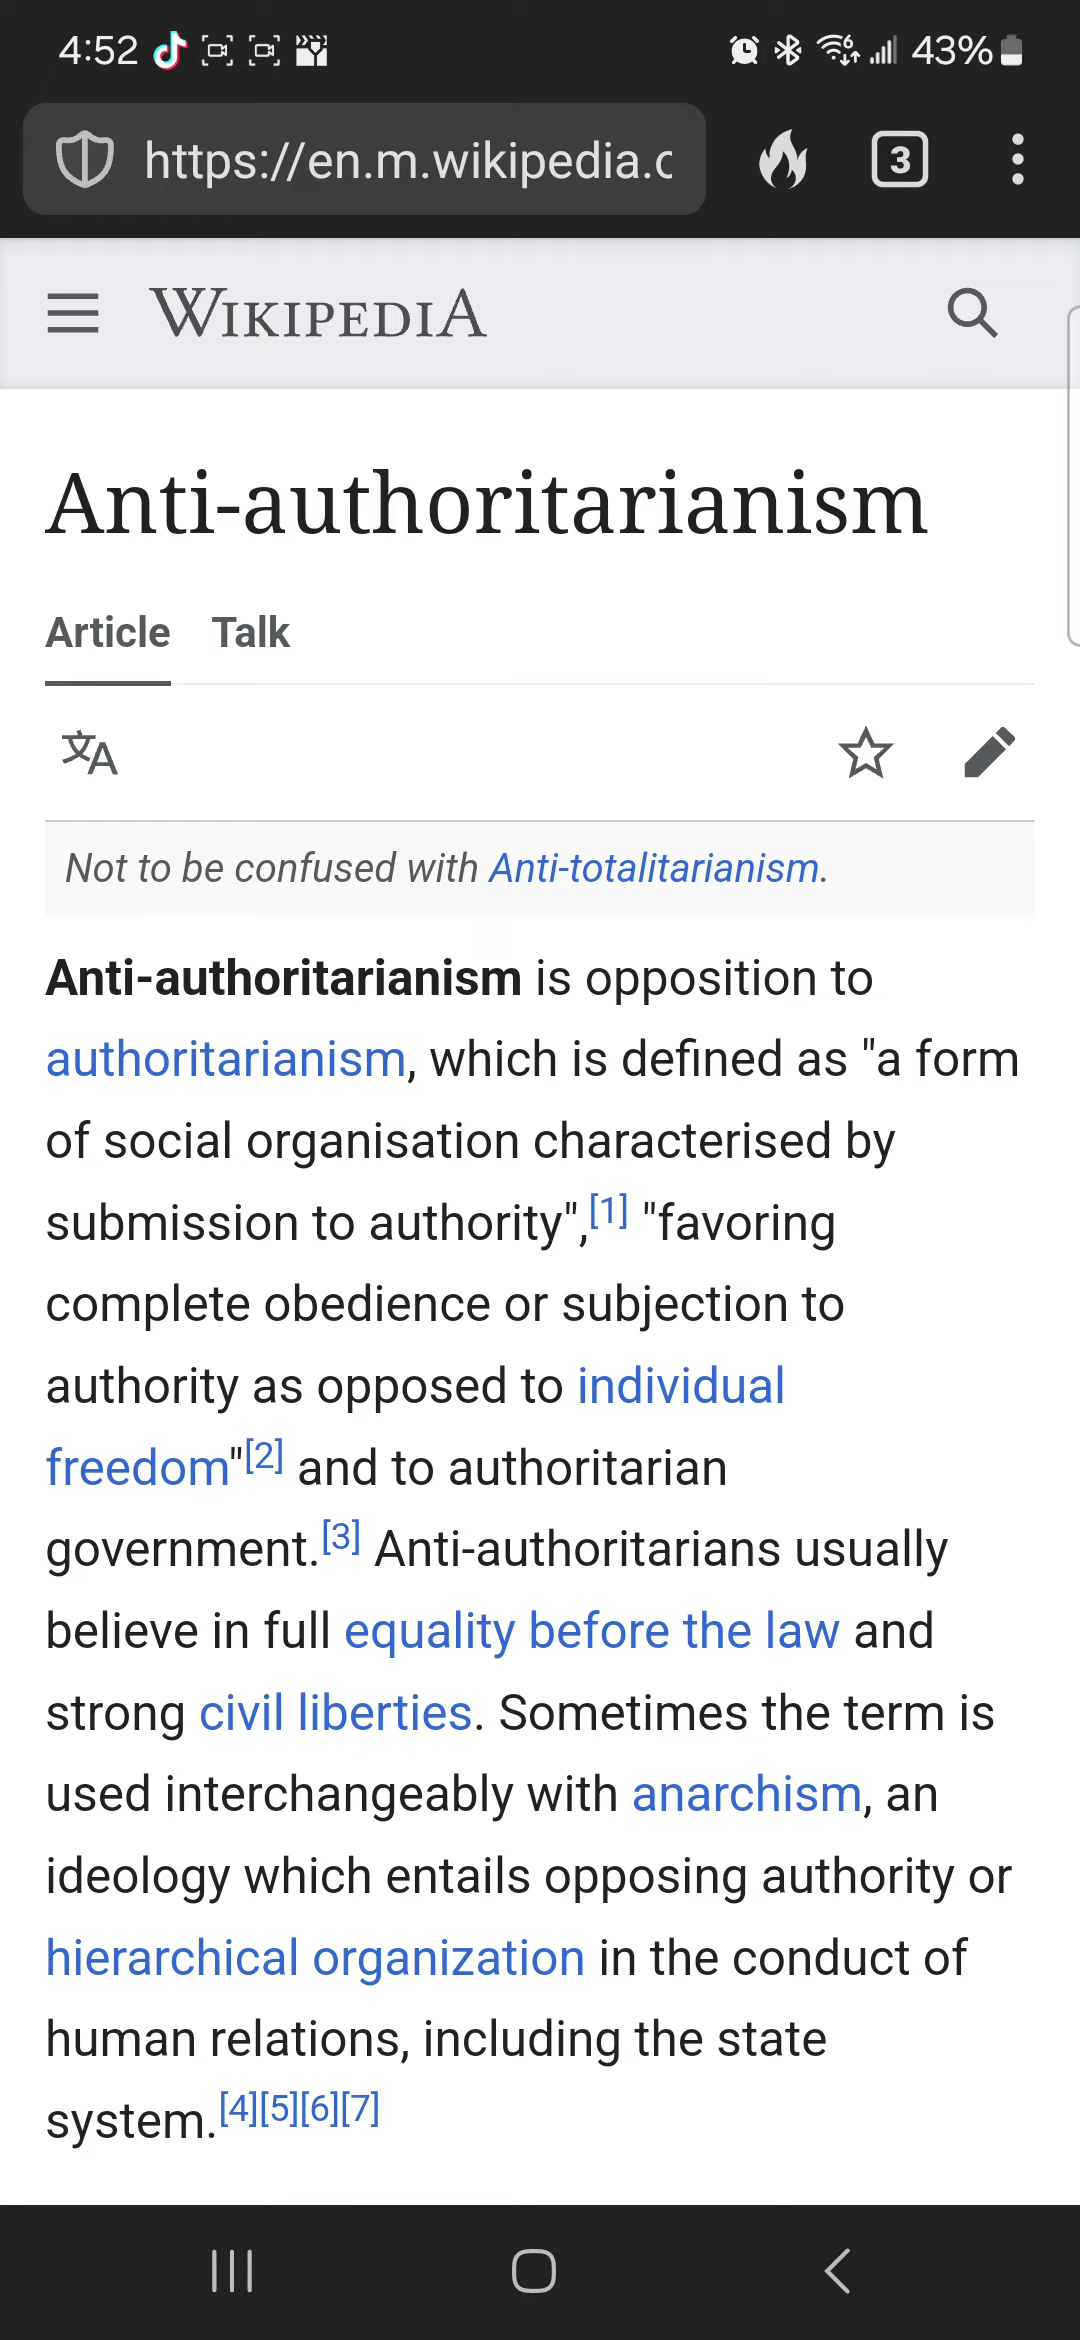 4:52 43%
https://en.m.wikipedia.o
3
WIKIPEDIA
Anti-authoritarianism
Article Talk
Not to be confused with Anti-totalitarianism.
Anti-authoritarianism is opposition to
authoritarianism, which is defined as "a form
of social organisation characterised by
submission to authority",[1] "favoring
complete obedience or subjection to
authority as opposed to individual
freedom"[2] and to authoritarian
government.[3] Anti-authoritarians usually
believe in full equality before the law and
strong civil liberties. Sometimes the term is
used interchangeably with anarchism, an
ideology which entails opposing authority or
hierarchical organization in the conduct of
human relations, including the state
system.[4][5][6][7]